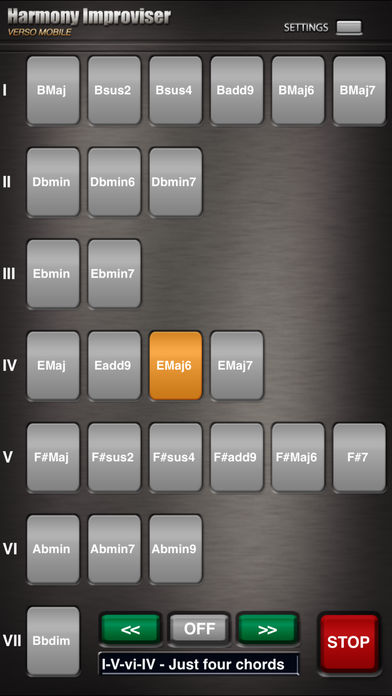 Harmony Improviser
VERSO MOBILE
SETTINGS
I BMaj Bsus2 Bsus4 Badd9 BMaj6 BMaj7
II Dbmin Dbmin6 Dbmin7
III Ebmin Ebmin7
IV EMaj Eadd9 EMaj6 EMaj7
V F#Maj F#sus2 F#sus4 F#add9 F#Maj6 F#7
VI Abmin Abmin7 Abmin9
VII Bbdim << OFF >> STOP
I-V-vi-IV - Just four chords